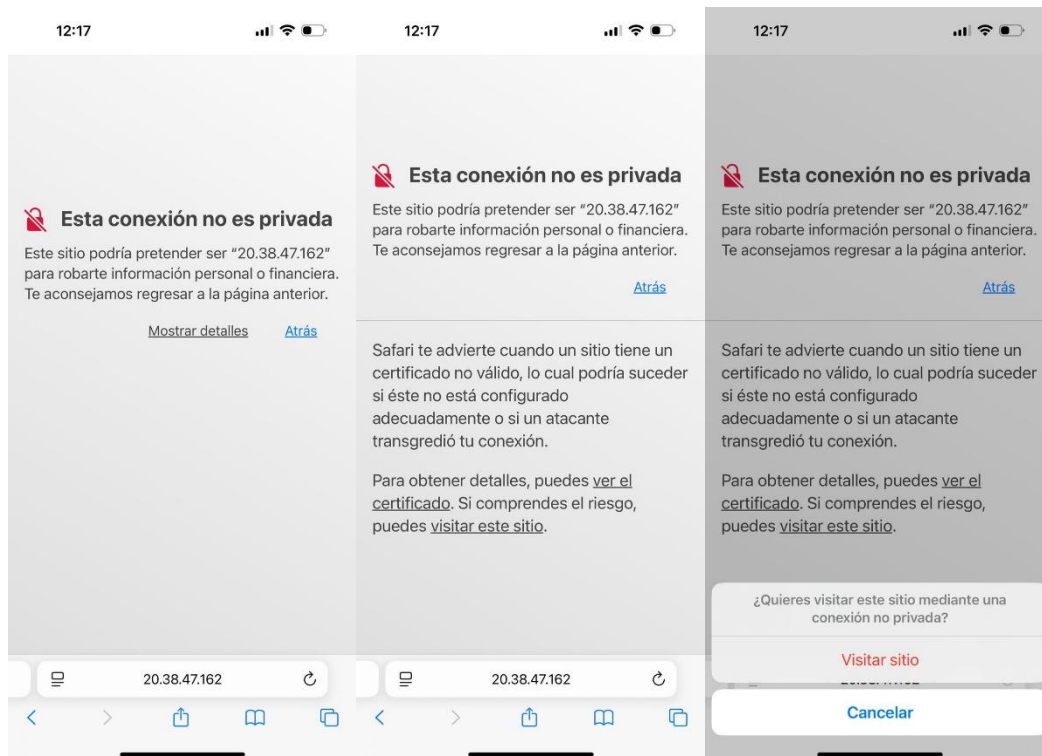 12:17
Esta conexión no es privada
Este sitio podría pretender ser “20.38.47.162”
para robarte información personal o financiera.
Te aconsejamos regresar a la página anterior.
Mostrar detalles
Atrás
20.38.47.162
12:17
Esta conexión no es privada
Este sitio podría pretender ser “20.38.47.162”
para robarte información personal o financiera.
Te aconsejamos regresar a la página anterior.
Atrás
Safari te advierte cuando un sitio tiene un
certificado no válido, lo cual podría suceder
si éste no está configurado
adecuadamente o si un atacante
transgredió tu conexión.
Para obtener detalles, puedes ver el
certificado. Si comprendes el riesgo,
puedes visitar este sitio.
20.38.47.162
12:17
Esta conexión no es privada
Este sitio podría pretender ser “20.38.47.162”
para robarte información personal o financiera.
Te aconsejamos regresar a la página anterior.
Atrás
Safari te advierte cuando un sitio tiene un
certificado no válido, lo cual podría suceder
si éste no está configurado
adecuadamente o si un atacante
transgredió tu conexión.
Para obtener detalles, puedes ver el
certificado. Si comprendes el riesgo,
puedes visitar este sitio.
¿Quieres visitar este sitio mediante una
conexión no privada?
Visitar sitio
Cancelar